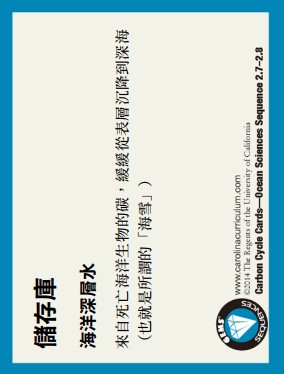 儲存庫
海洋深層水
來自死亡海洋生物的碳，緩緩從表層沉降到深海
（也就是所謂的「海雪」）
www.carolinacurriculum.com
©2014 The Regents of the University of California
Carbon Cycle Cards—Ocean Sciences Sequence 2.7–2.8
SEQUENCES